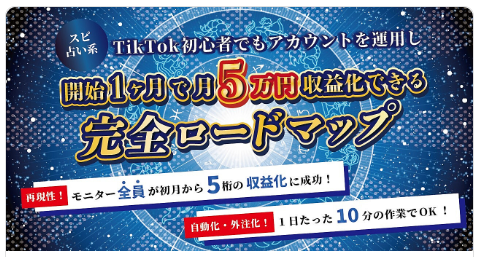 スピ
占い系
TikTok初心者でもアカウントを運用し
開始1ヶ月で月5万円収益化できる
完全ロードマップ
再現性！ モニター全員が初月から5桁の収益化に成功！
自動化・外注化！ 1日たった10分の作業でOK！